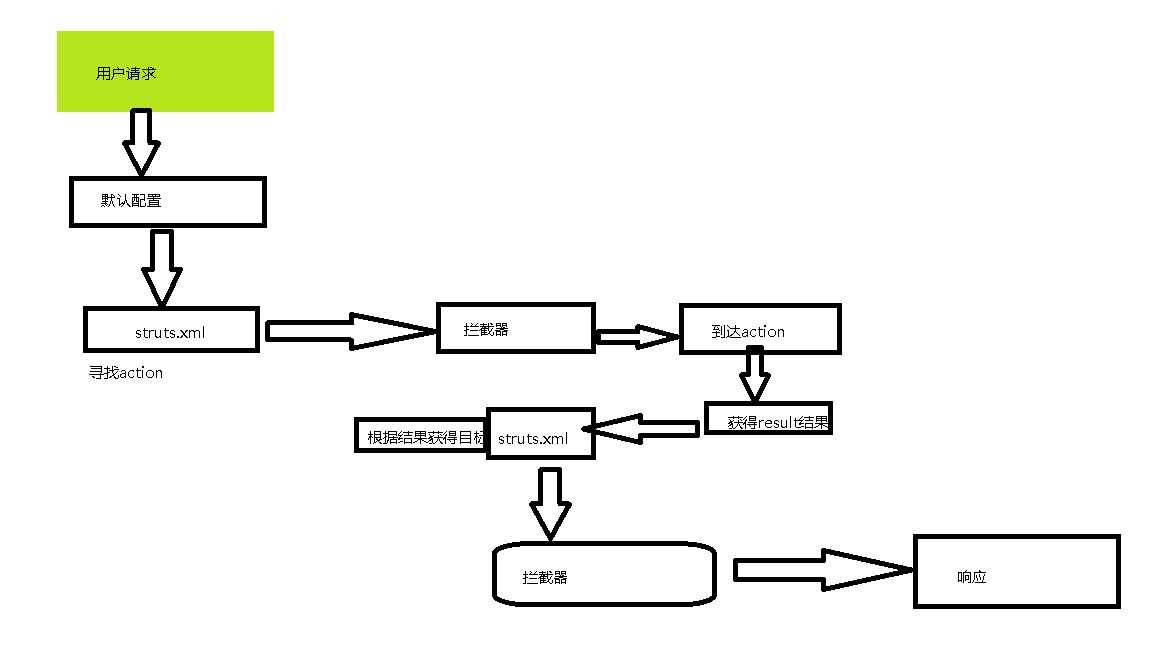 用户请求
默认配置
struts.xml
寻找action
拦截器
到达action
获得result结果
根据结果获得目标
struts.xml
拦截器
响应